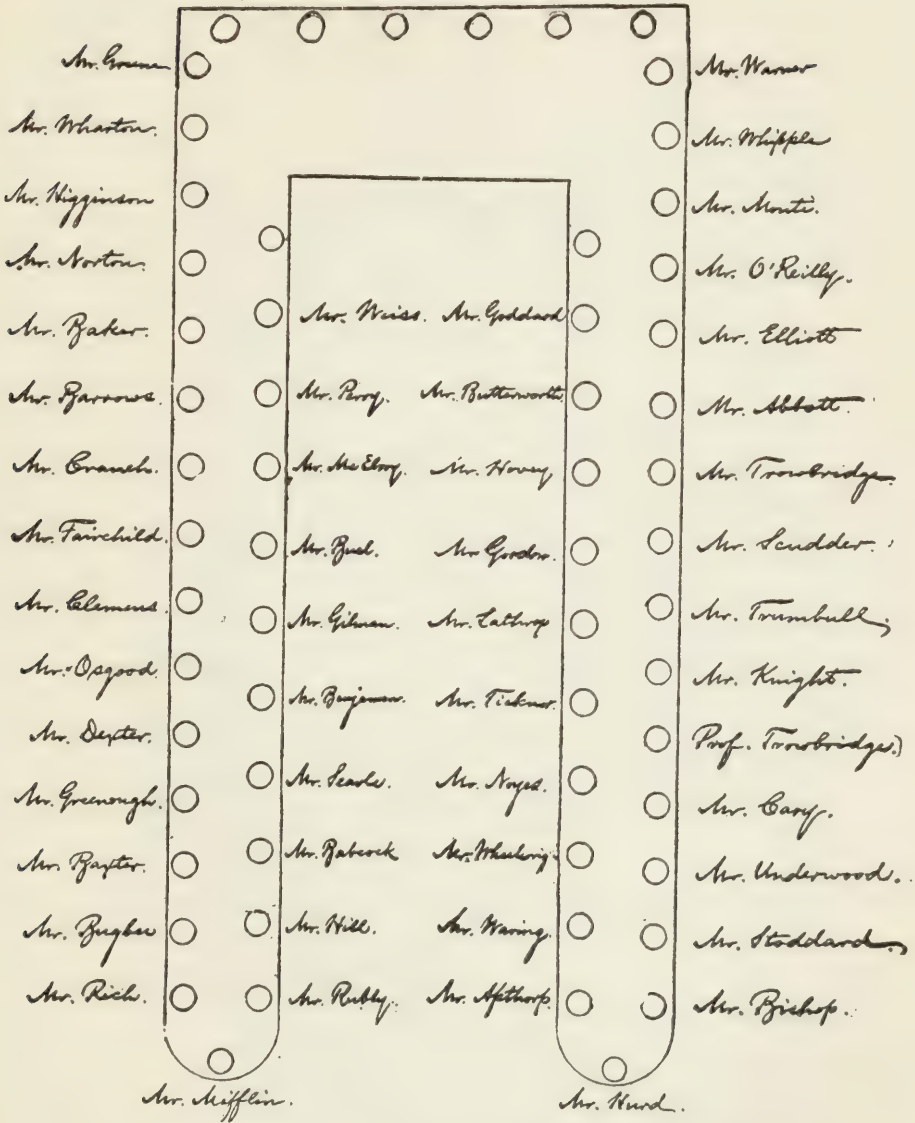 Mr. Greene
Mr. Wharton.
Mr. Higginson
Mr. Norton.
Mr. Baker.
Mr. Barrows.
Mr. Cranch.
Mr. Fairchild.
Mr. Clemens.
Mr. Osgood.
Mr. Dexter.
Mr. Greenough.
Mr. Baxter.
Mr. Bugbee
Mr. Rich.
Mr. Mifflin.
Mr. Weiss. Mr. Goddard
Mr. Perry. Mr. Butterworth.
Mr. McElroy. Mr. Hovey
Mr. Buel. Mr. Gordon.
Mr. Gilman. Mr. Lathrop
Mr. Benjamin. Mr. Ticknor.
Mr. Searle. Mr. Noyes.
Mr. Babcock Mr. Wheelwrig
Mr. Hill. Mr. Waring.
Mr. Apthorp.
Mr. Warner
Mr. Whipple
Mr. Monti.
Mr. O'Reilly.
Mr. Elliott
Mr. Abbott.
Mr. Trowbridge.
Mr. Scudder.
Mr. Trumbull,
Mr. Knight.
Prof. Trowbridge.)
Mr. Cary.
Mr. Underwood.
Mr. Stoddard.
Mr. Bishop.
Mr. Hurd.